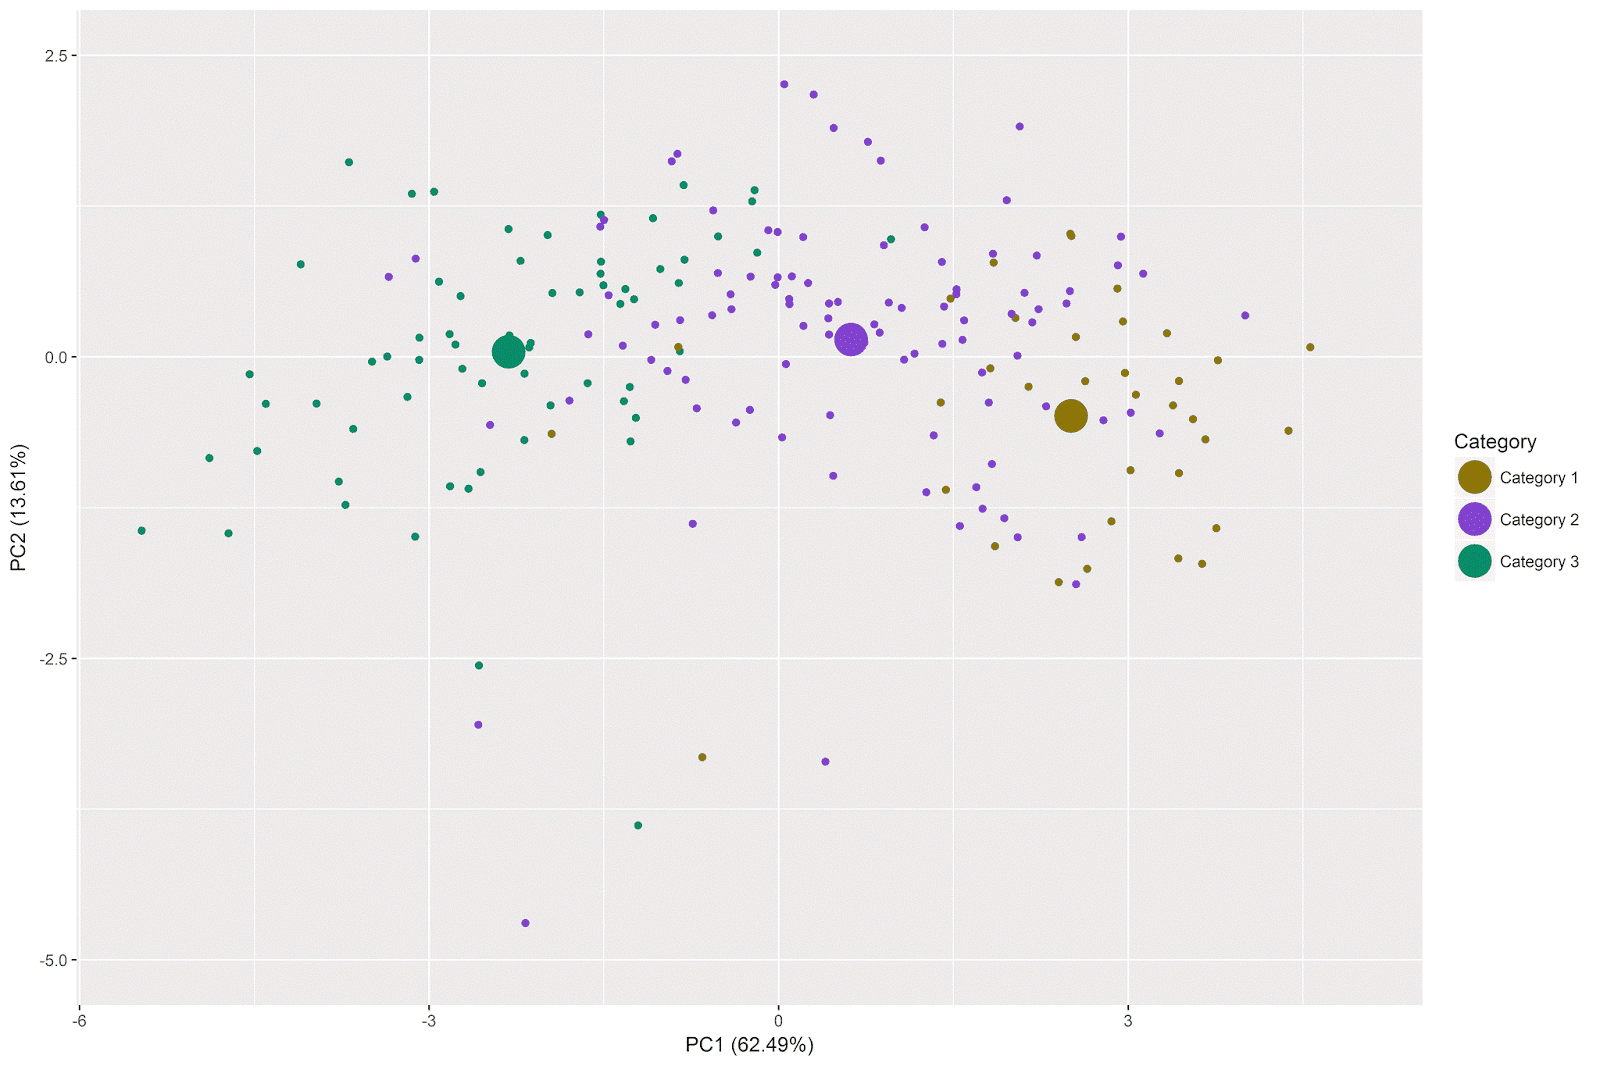 2.5
0.0
-2.5
-5.0
PC2 (13.61%)
-6
-3
0
3
PC1 (62.49%)
Category
Category 1
Category 2
Category 3